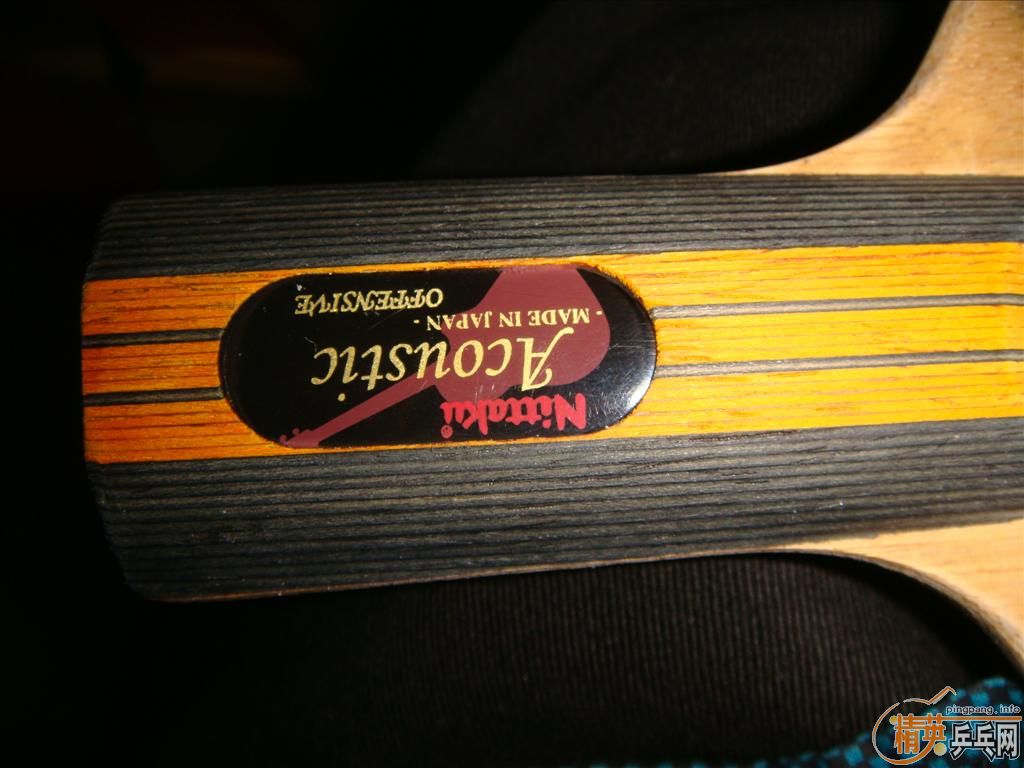 Nittaku®
Acoustic
- MADE IN JAPAN -
OFFENSIVE
pingpang.info
精英乒乓网